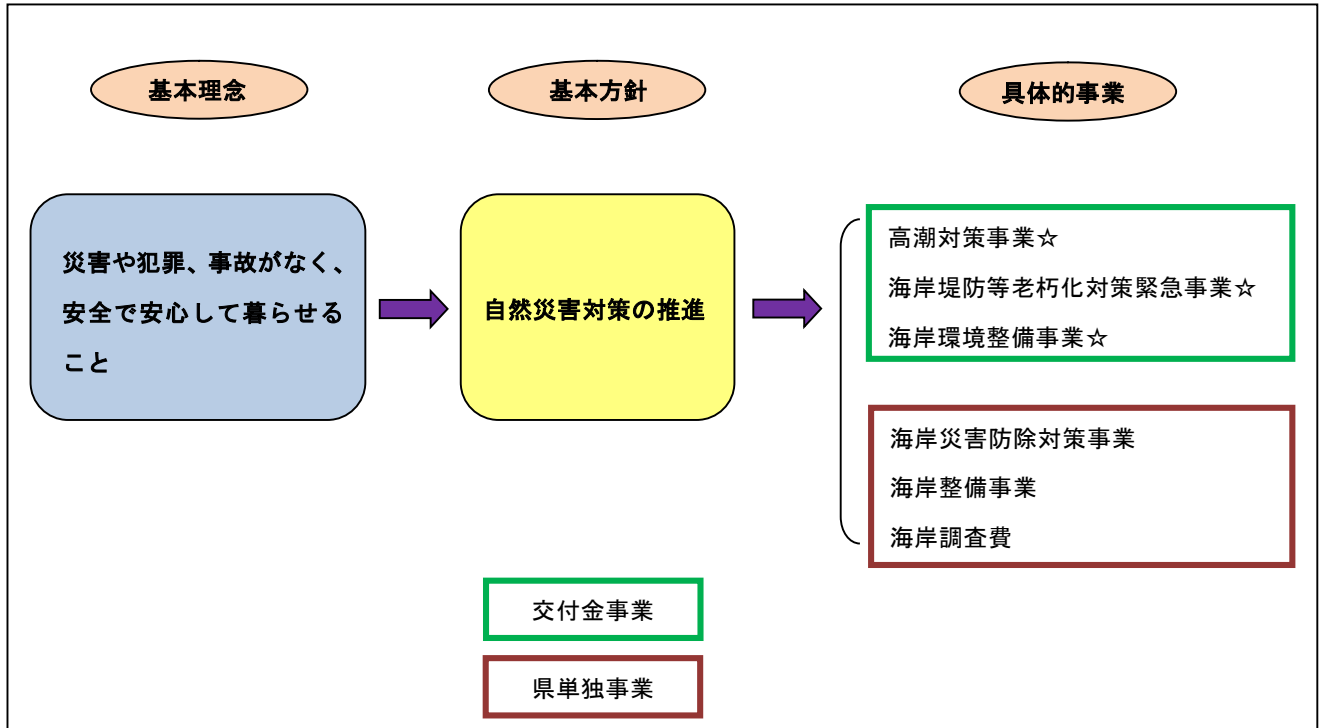 基本理念
基本方針
具体的事業
災害や犯罪、事故がなく、
安全で安心して暮らせる
こと
自然災害対策の推進
高潮対策事業☆
海岸堤防等老朽化対策緊急事業☆
海岸環境整備事業☆
海岸災害防除対策事業
海岸整備事業
海岸調査費
交付金事業
県単独事業